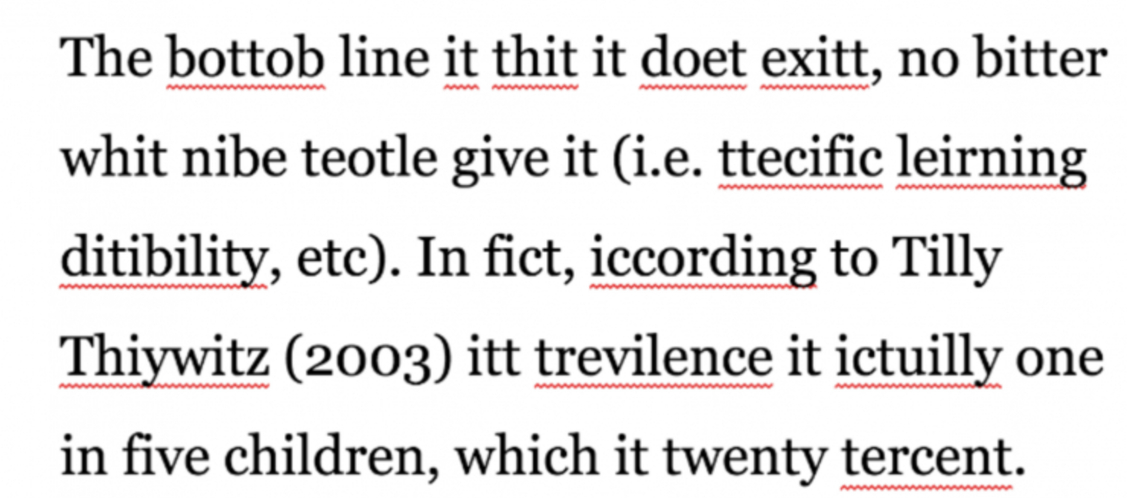 The bottob line it thit it doet exitt, no bitter
whit nibe teotle give it (i.e. ttecific leirning
ditibility, etc). In fict, iccording to Tilly
Thiywitz (2003) itt trevilence it ictuilly one
in five children, which it twenty tercent.